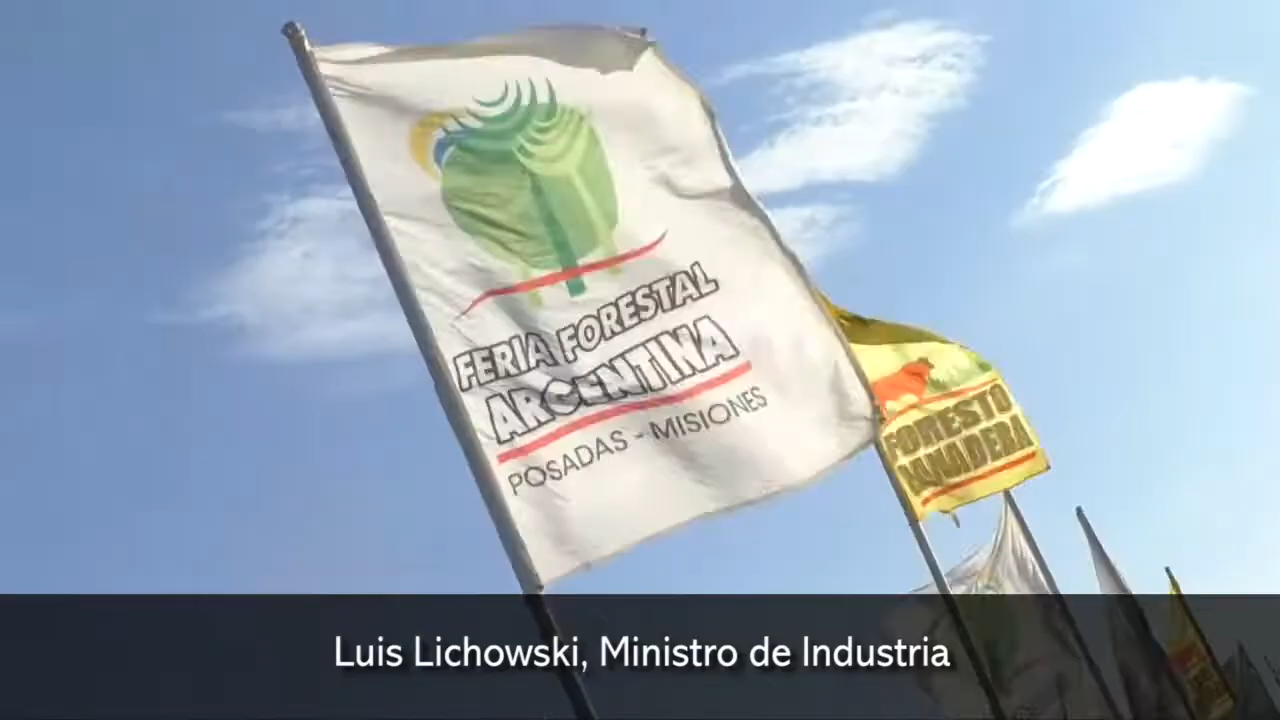 FERIA FORESTAL
ARGENTINA
POSADAS - MISIONES
FORESTO
GANADERA
Luis Lichowski, Ministro de Industria